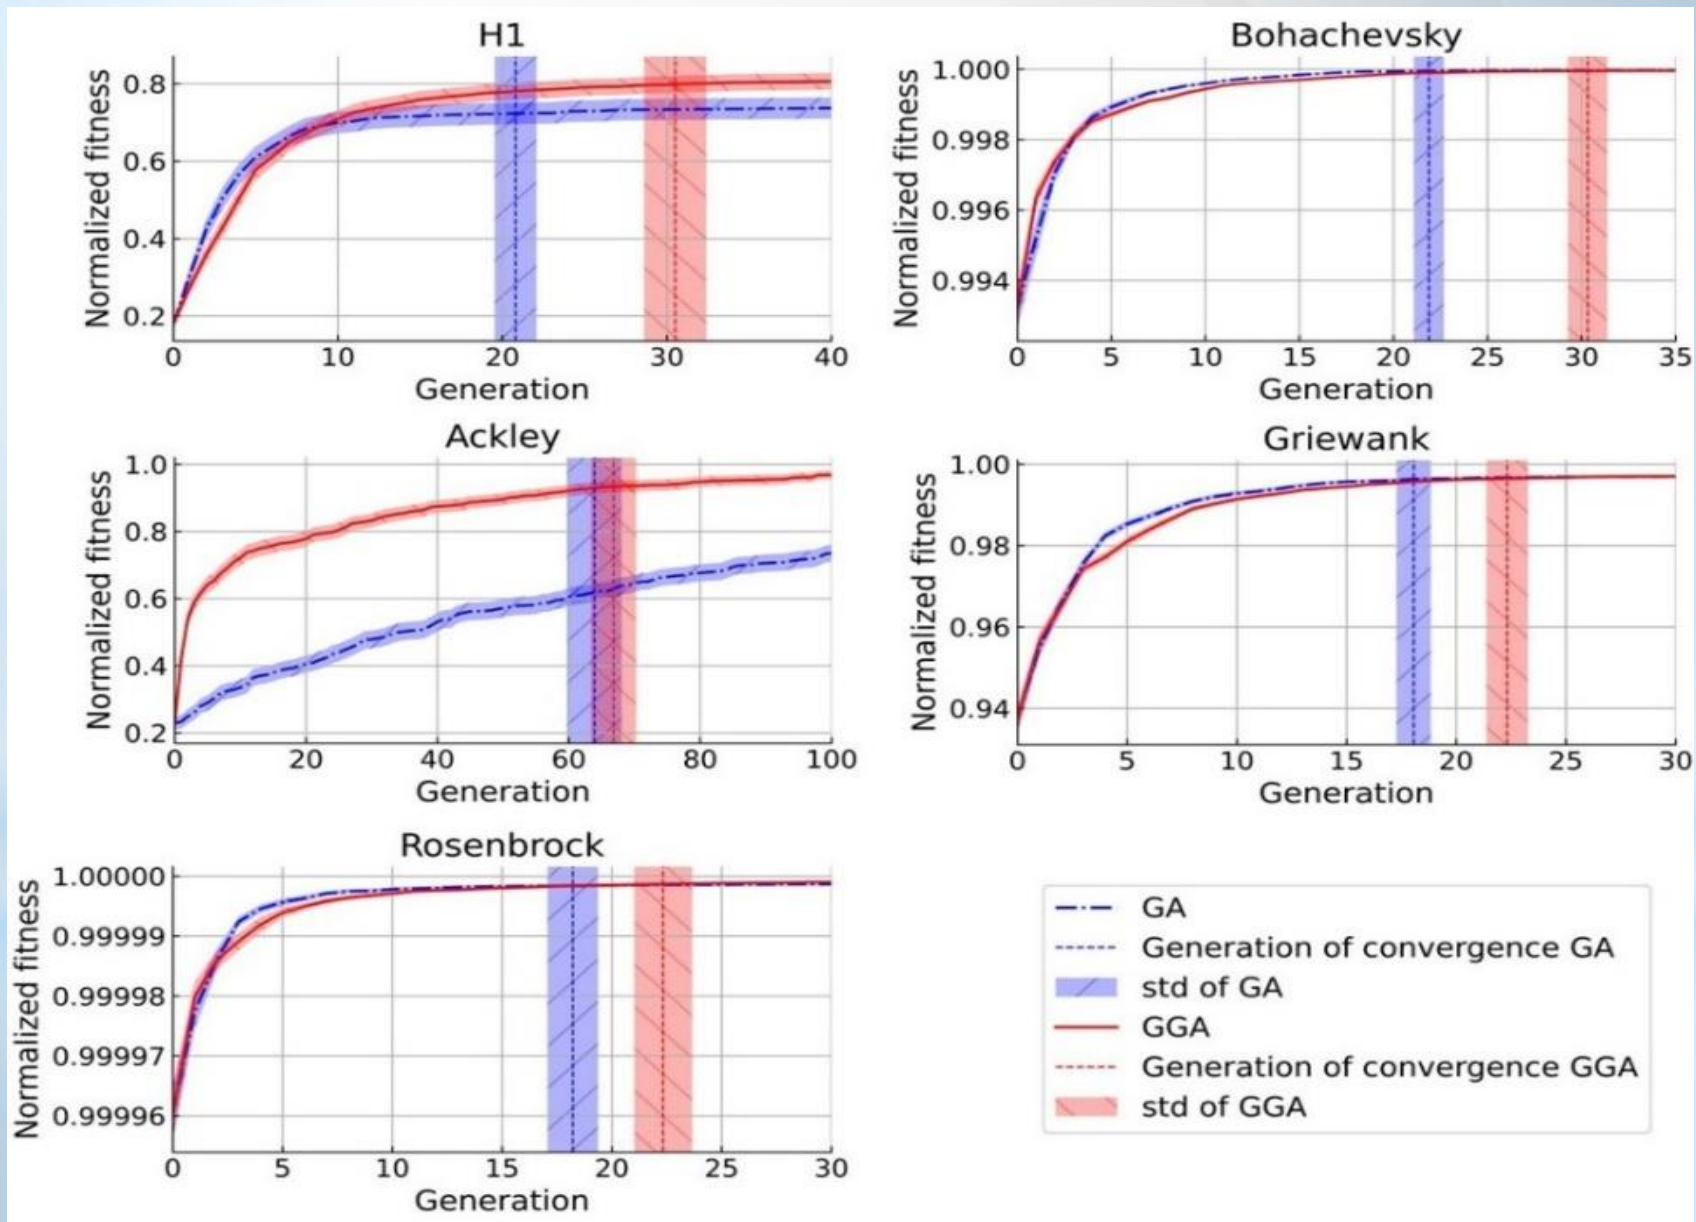 H1
Normalized fitness
0.8
0.6
0.4
0.2
0 10 20 30 40
Generation
Bohachevsky
Normalized fitness
1.000
0.998
0.996
0.994
0 5 10 15 20 25 30 35
Generation
Ackley
Normalized fitness
1.0
0.8
0.6
0.4
0.2
0 20 40 60 80 100
Generation
Griewank
Normalized fitness
1.00
0.98
0.96
0.94
0 5 10 15 20 25 30
Generation
Rosenbrock
Normalized fitness
1.00000
0.99999
0.99998
0.99997
0.99996
0 5 10 15 20 25 30
Generation
GA
Generation of convergence GA
std of GA
GGA
Generation of convergence GGA
std of GGA